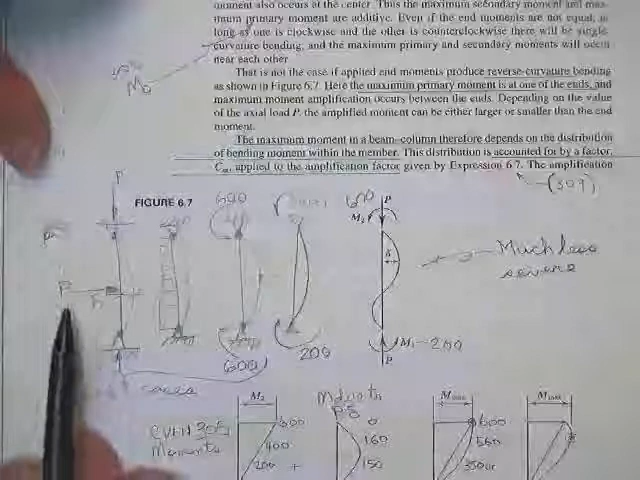 moment also occurs at the center. Thus the maximum secondary moment and max-
imum primary moment are additive. Even if the end moments are not equal, as
long as one is clockwise and the other is counterclockwise there will be single-
curvature bending, and the maximum primary and secondary moments will occur
near each other.
That is not the case if applied end moments produce reverse-curvature bending
as shown in Figure 6.7. Here the maximum primary moment is at one of the ends, and
maximum moment amplification occurs between the ends. Depending on the value
of the axial load P, the amplified moment can be either larger or smaller than the end
moment.
The maximum moment in a beam–column therefore depends on the distribution
of bending moment within the member. This distribution is accounted for by a factor,
Cm, applied to the amplification factor given by Expression 6.7. The amplification
M0
(309)
P
FIGURE 6.7
600
600
P
M2
δ
Much less
severe
P
600
200
M1 200
P
cases
Moments
M2
600
400
200
+
P δ
0
160
150
Mmax
600
560
Mmax